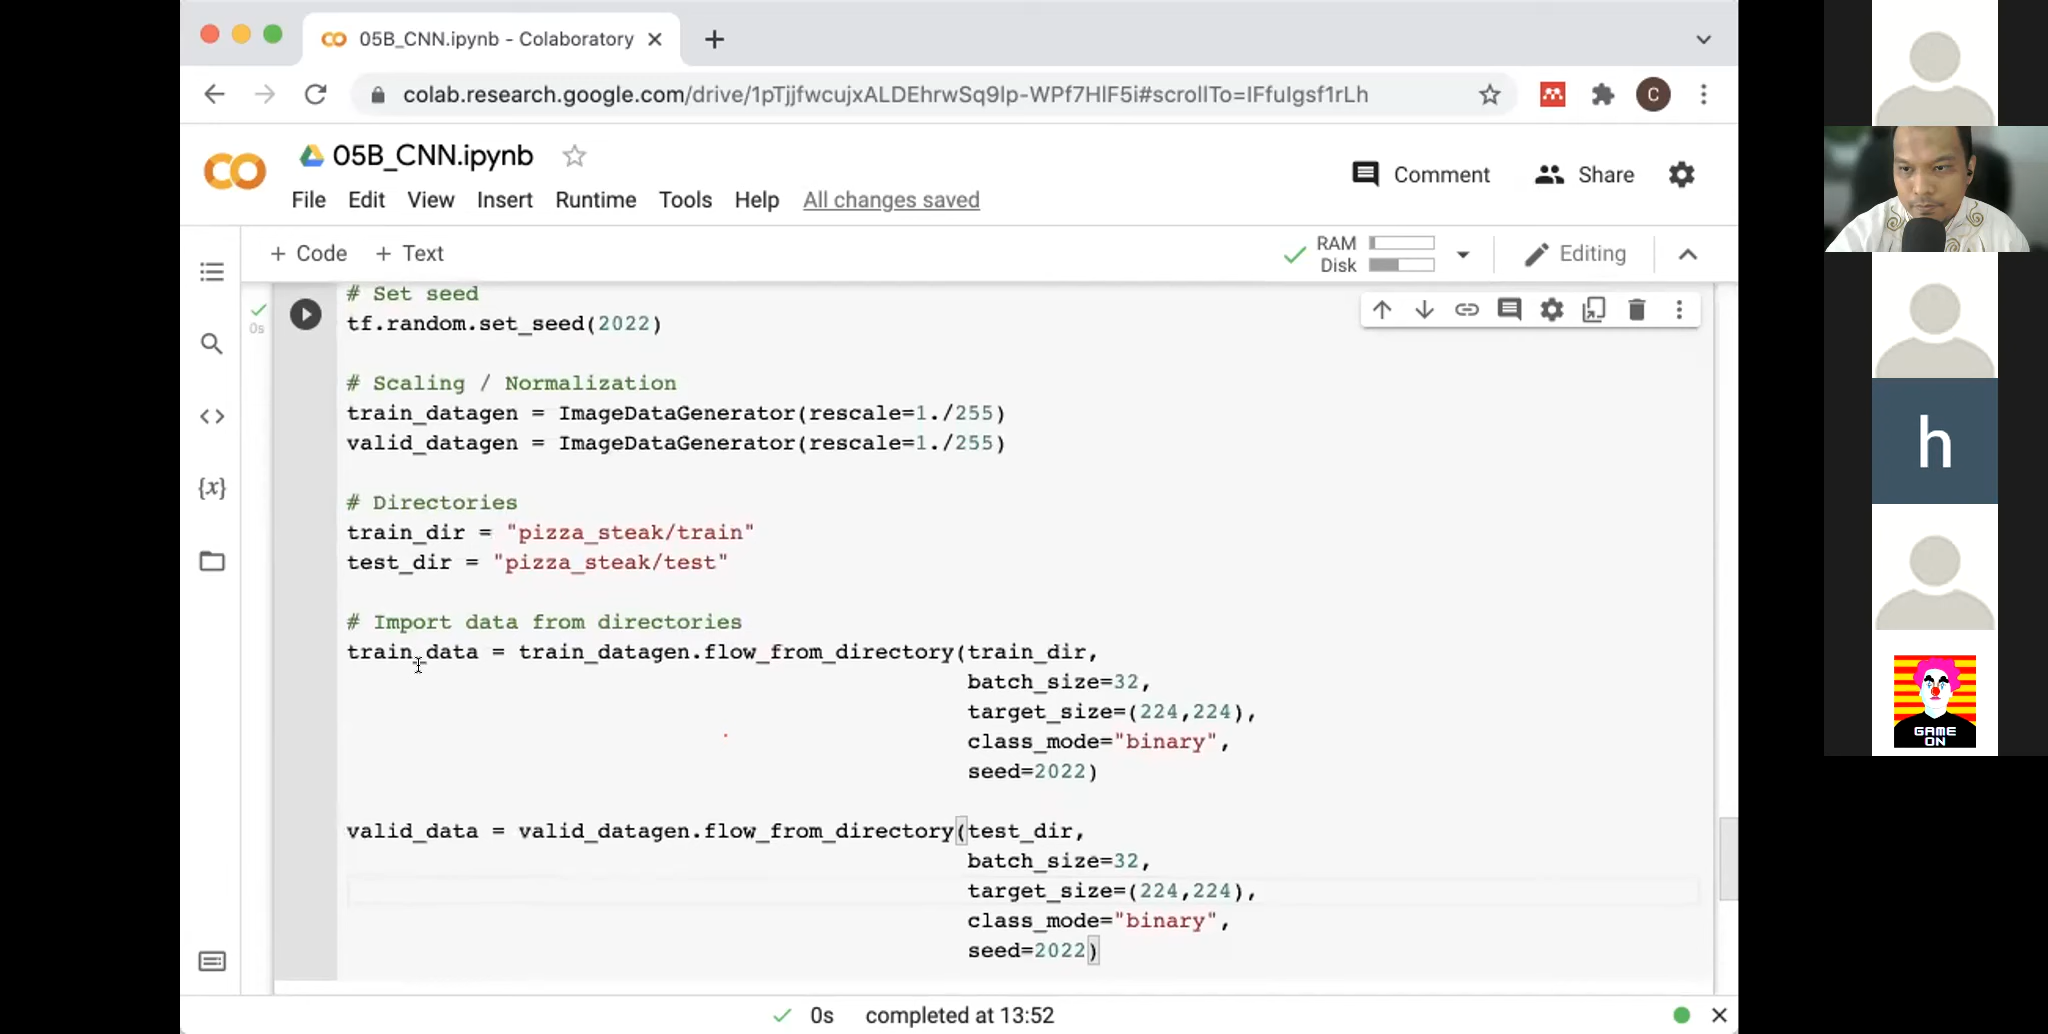 05B_CNN.ipynb - Colaboratory
colab.research.google.com/drive/1pTjjfwcujxALDEhrwSq9lp-WPf7HlF5i#scrollTo=IFfuIgsf1rLh
C
05B_CNN.ipynb
Comment
Share
File Edit View Insert Runtime Tools Help All changes saved
+ Code + Text
RAM
Disk
Editing
0s
# Set seed
tf.random.set_seed(2022)
# Scaling / Normalization
train_datagen = ImageDataGenerator(rescale=1./255)
valid_datagen = ImageDataGenerator(rescale=1./255)
# Directories
train_dir = "pizza_steak/train"
test_dir = "pizza_steak/test"
# Import data from directories
train_data = train_datagen.flow_from_directory(train_dir,
batch_size=32,
target_size=(224,224),
class_mode="binary",
seed=2022)
valid_data = valid_datagen.flow_from_directory(test_dir,
batch_size=32,
target_size=(224,224),
class_mode="binary",
seed=2022)
0s completed at 13:52
h
GAME
ON